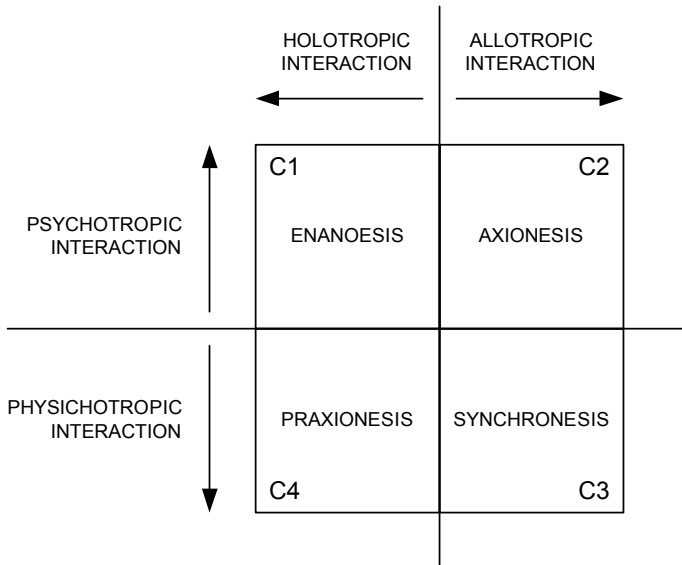 HOLOTROPIC
INTERACTION
ALLOTROPIC
INTERACTION
C1
C2
PSYCHOTROPIC
INTERACTION
ENANOESIS
AXIONESIS
PHYSICHOTROPIC
INTERACTION
PRAXIONESIS
SYNCHRONESIS
C4
C3